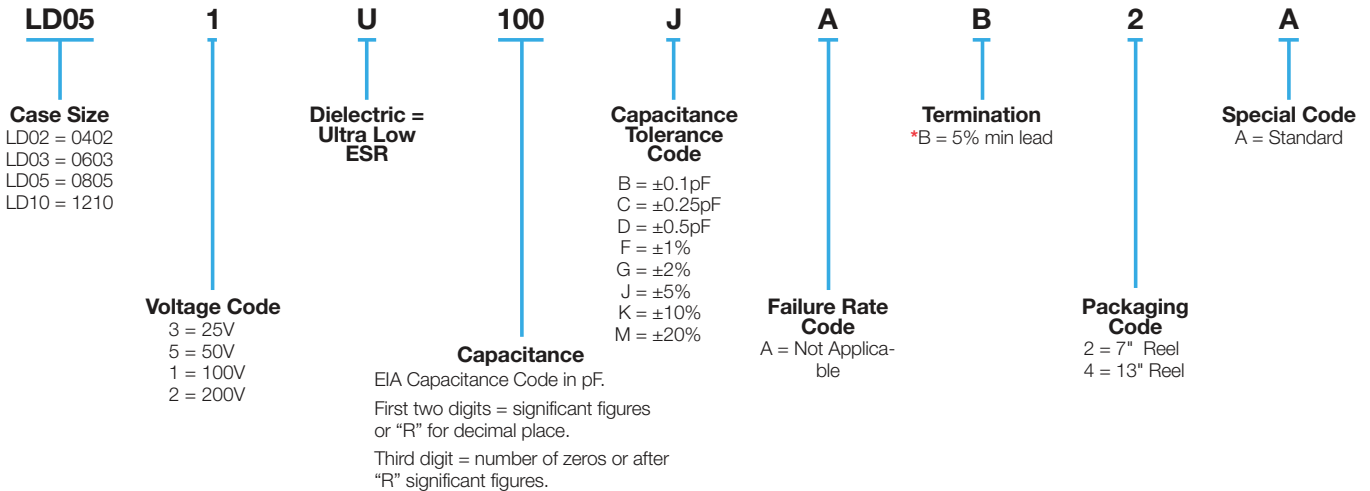 LD05 1 U 100 J A B 2 A
Case Size
LD02 = 0402
LD03 = 0603
LD05 = 0805
LD10 = 1210
Voltage Code
3 = 25V
5 = 50V
1 = 100V
2 = 200V
Dielectric =
Ultra Low
ESR
Capacitance
EIA Capacitance Code in pF.
First two digits = significant figures
or “R” for decimal place.
Third digit = number of zeros or after
“R” significant figures.
Capacitance
Tolerance
Code
B = ±0.1pF
C = ±0.25pF
D = ±0.5pF
F = ±1%
G = ±2%
J = ±5%
K = ±10%
M = ±20%
Failure Rate
Code
A = Not Applica-
ble
Termination
*B = 5% min lead
Packaging
Code
2 = 7" Reel
4 = 13" Reel
Special Code
A = Standard